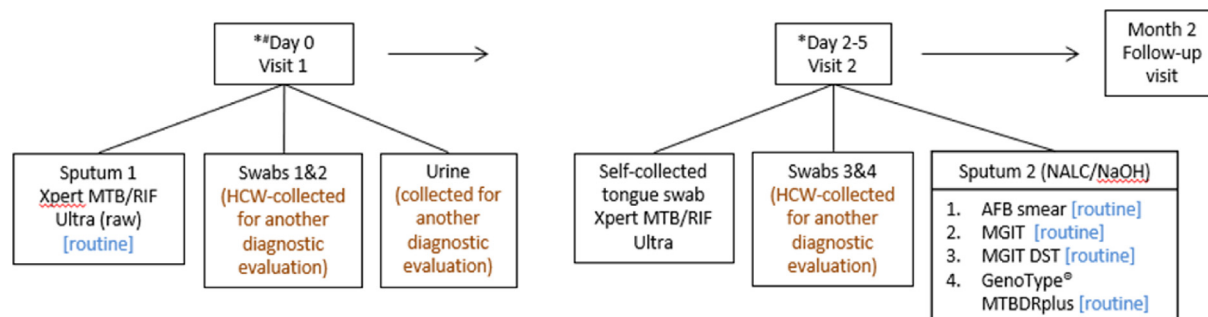 *#Day 0
Visit 1
*Day 2-5
Visit 2
Month 2
Follow-up
visit
Sputum 1
Xpert MTB/RIF
Ultra (raw)
[routine]
Swabs 1&2
(HCW-collected
for another
diagnostic
evaluation)
Urine
(collected for
another
diagnostic
evaluation)
Self-collected
tongue swab
Xpert MTB/RIF
Ultra
Swabs 3&4
(HCW-collected
for another
diagnostic
evaluation)
Sputum 2 (NALC/NaOH)
1. AFB smear [routine]
2. MGIT [routine]
3. MGIT DST [routine]
4. GenoType®
MTBDRplus [routine]